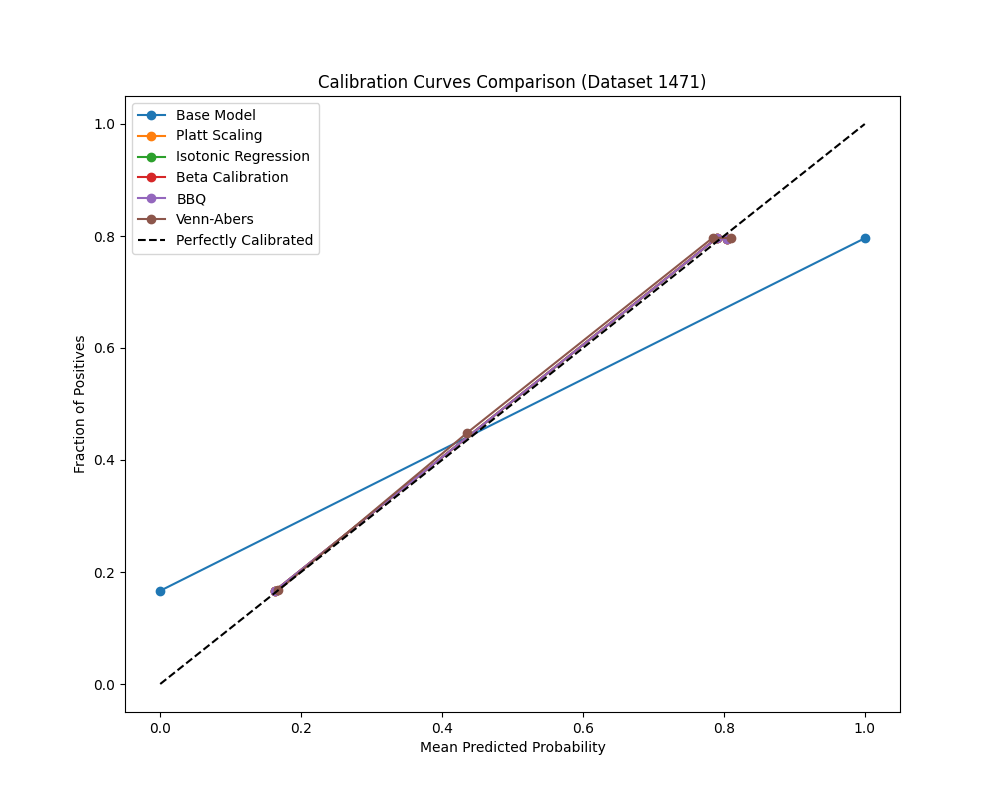 Calibration Curves Comparison (Dataset 1471)
Base Model
Platt Scaling
Isotonic Regression
Beta Calibration
BBQ
Venn-Abers
Perfectly Calibrated
Fraction of Positives
1.0
0.8
0.6
0.4
0.2
0.0
0.0 0.2 0.4 0.6 0.8 1.0
Mean Predicted Probability